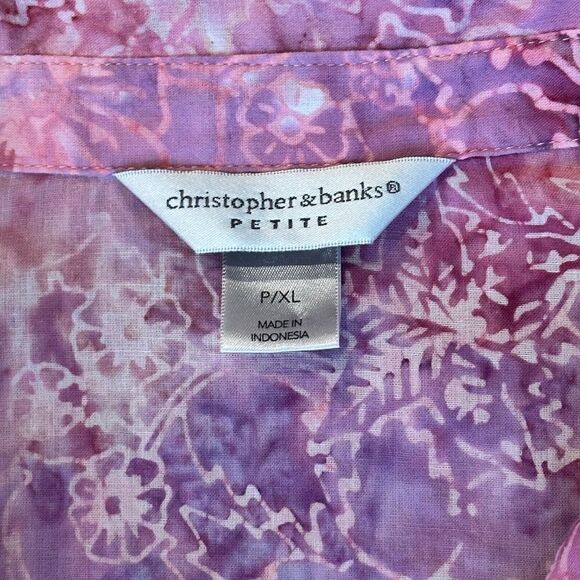 christopher&banks®
PETITE
P/XL
MADE IN
INDONESIA